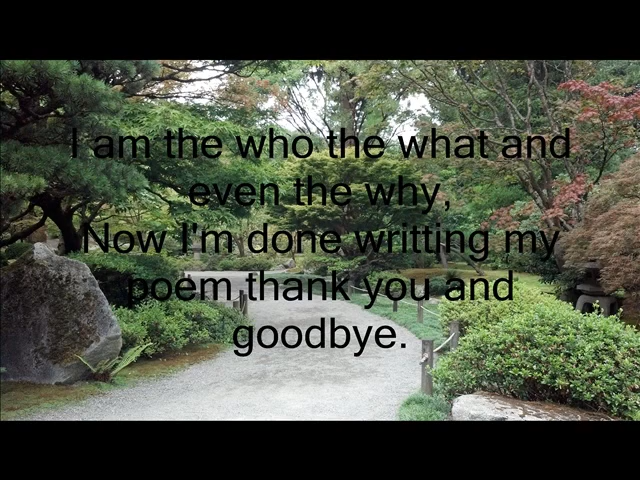 I am the who the what and
even the why,
Now I'm done writting my
poem thank you and
goodbye.